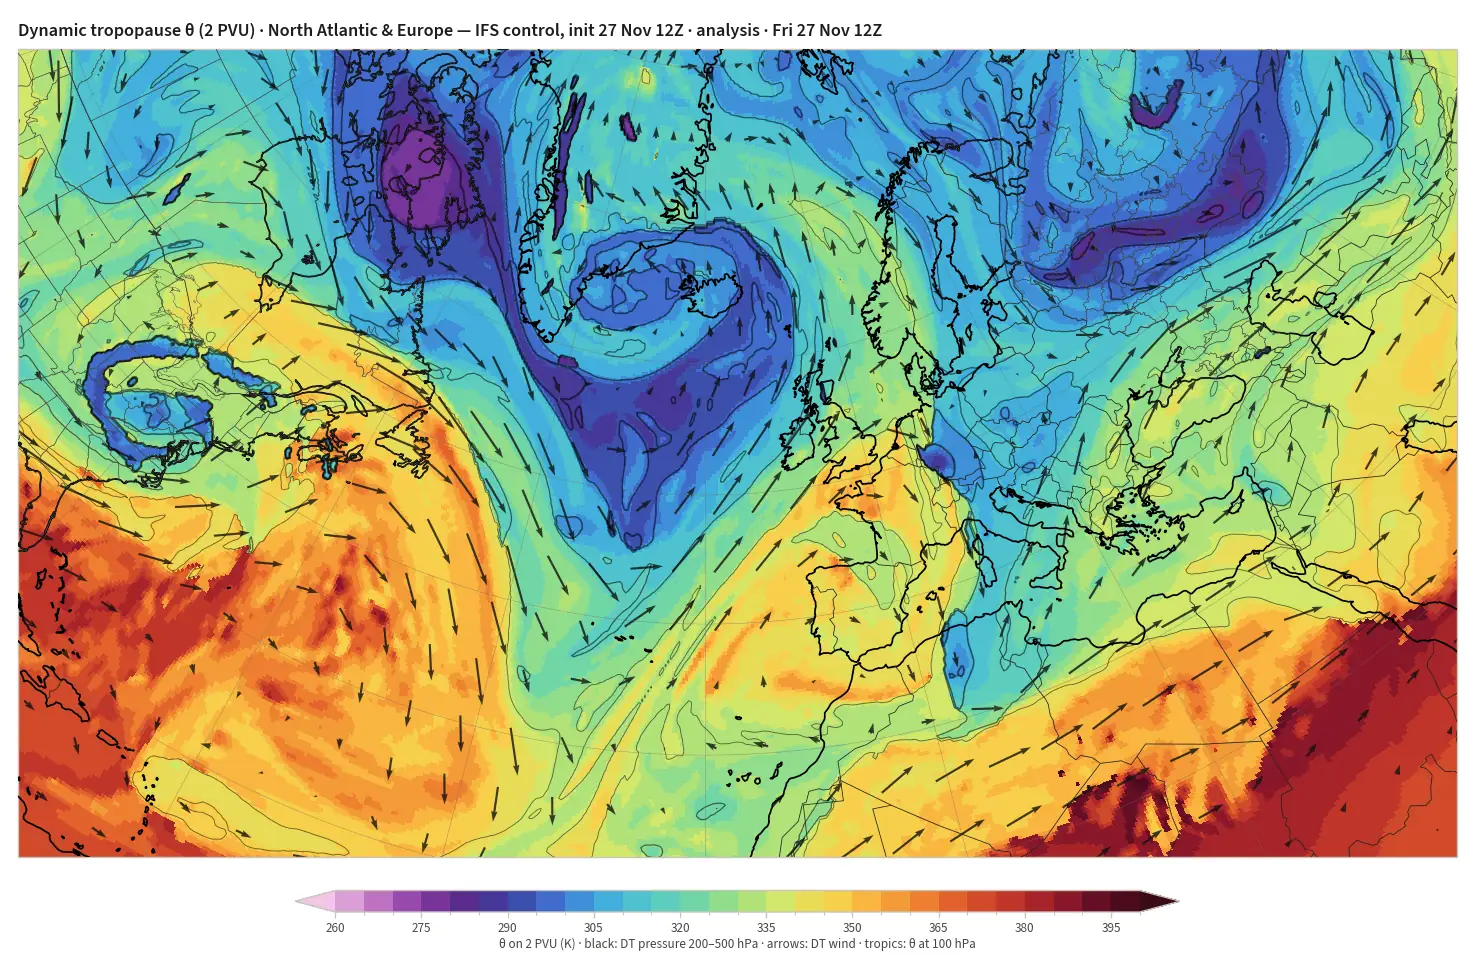 Dynamic tropopause θ (2 PVU) · North Atlantic & Europe — IFS control, init 27 Nov 12Z · analysis · Fri 27 Nov 12Z
260 275 290 305 320 335 350 365 380 395
θ on 2 PVU (K) · black: DT pressure 200–500 hPa · arrows: DT wind · tropics: θ at 100 hPa